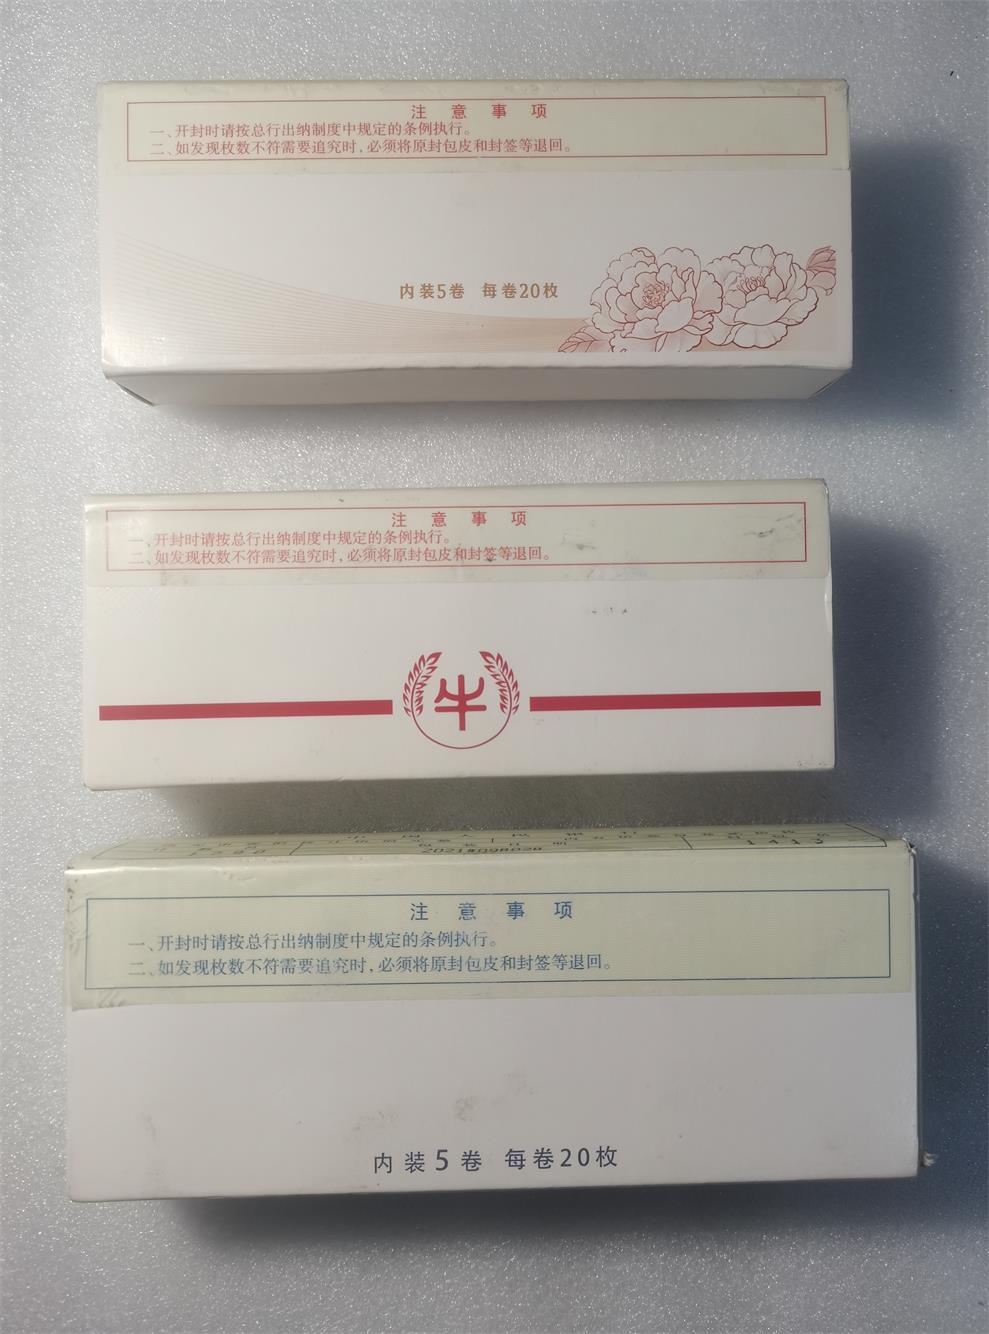 注意事项
一、开封时请按总行出纳制度中规定的条例执行。
二、如发现枚数不符需要追究时，必须将原封包皮和封签等退回。
内装5卷 每卷20枚
注意事项
一、开封时请按总行出纳制度中规定的条例执行。
二、如发现枚数不符需要追究时，必须将原封包皮和封签等退回。
牛
1413
注意事项
一、开封时请按总行出纳制度中规定的条例执行。
二、如发现枚数不符需要追究时，必须将原封包皮和封签等退回。
内装5卷 每卷20枚